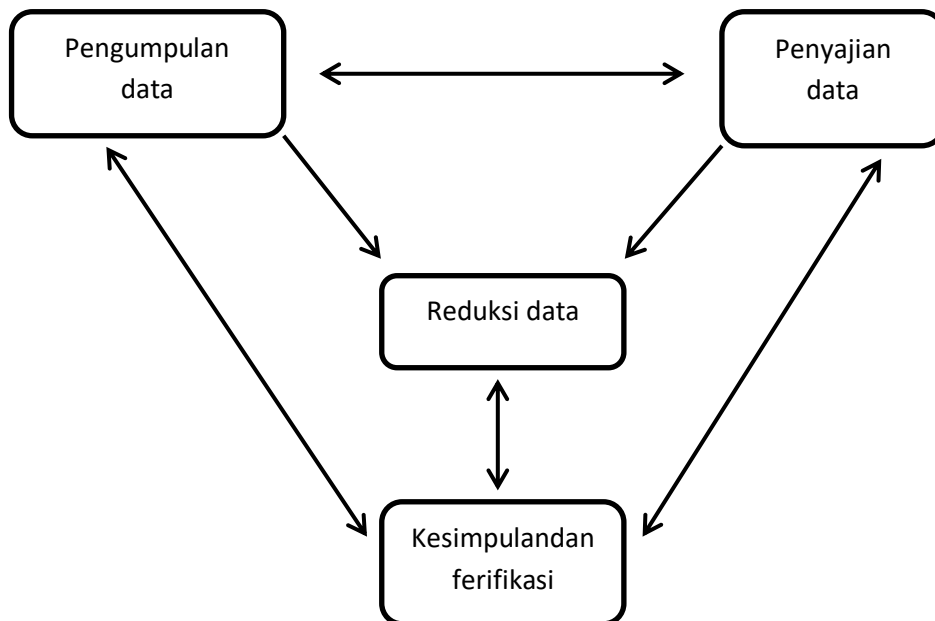 Pengumpulan
data
Penyajian
data
Reduksi data
Kesimpulandan
ferifikasi